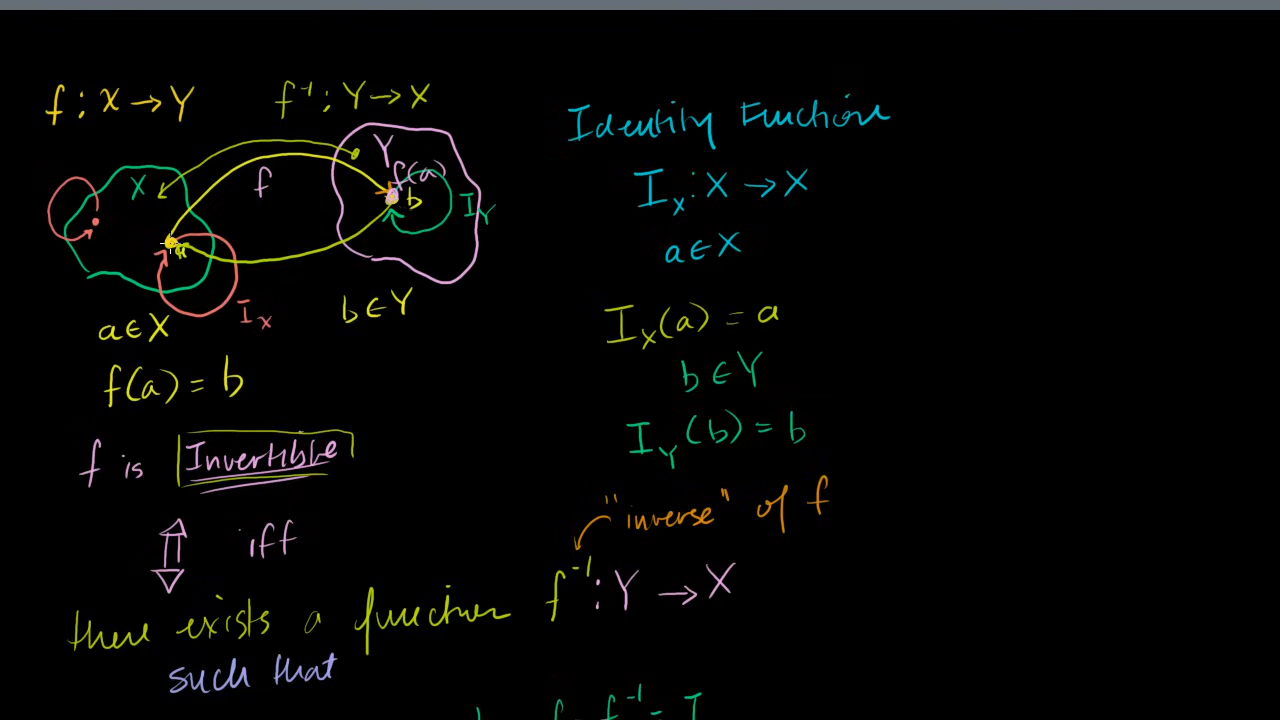 f : X → Y
f⁻¹ : Y → X
X
f
Y
f(a)
b
I_Y
a
I_X
a ∈ X
b ∈ Y
f(a) = b
f is Invertible
iff
there exists a function f⁻¹ : Y → X
such that
Identity Function
I_X : X → X
a ∈ X
I_X(a) = a
b ∈ Y
I_Y(b) = b
"inverse" of f
f⁻¹ = I